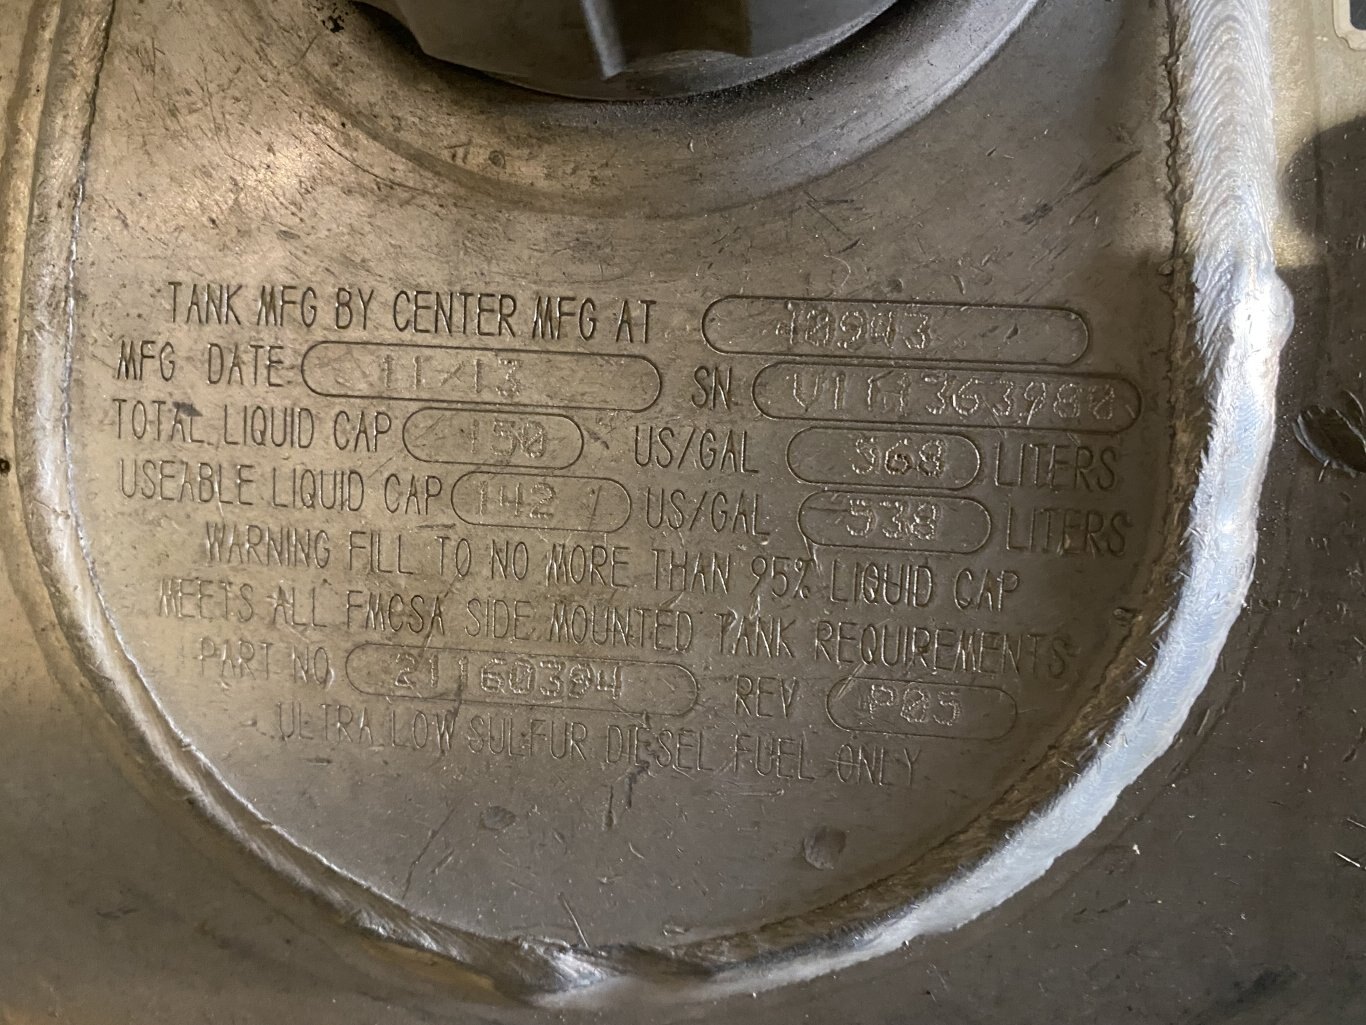 TANK MFG BY CENTER MFG AT 10943
MFG DATE 11/13 SN
TOTAL LIQUID CAP 150 US/GAL 568 LITERS
USEABLE LIQUID CAP 142 US/GAL 538 LITERS
WARNING FILL TO NO MORE THAN 95% LIQUID CAP
MEETS ALL FMCSA SIDE MOUNTED TANK REQUIREMENTS
PART NO 21160394 REV P05
ULTRA LOW SULFUR DIESEL FUEL ONLY